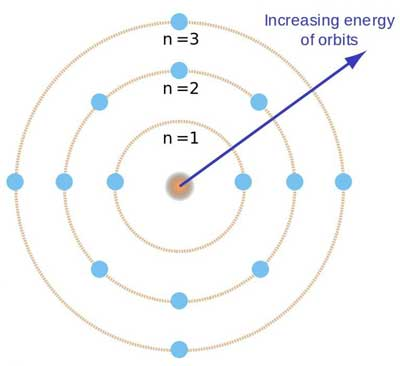 Increasing energy
of orbits
n = 3
n = 2
n = 1